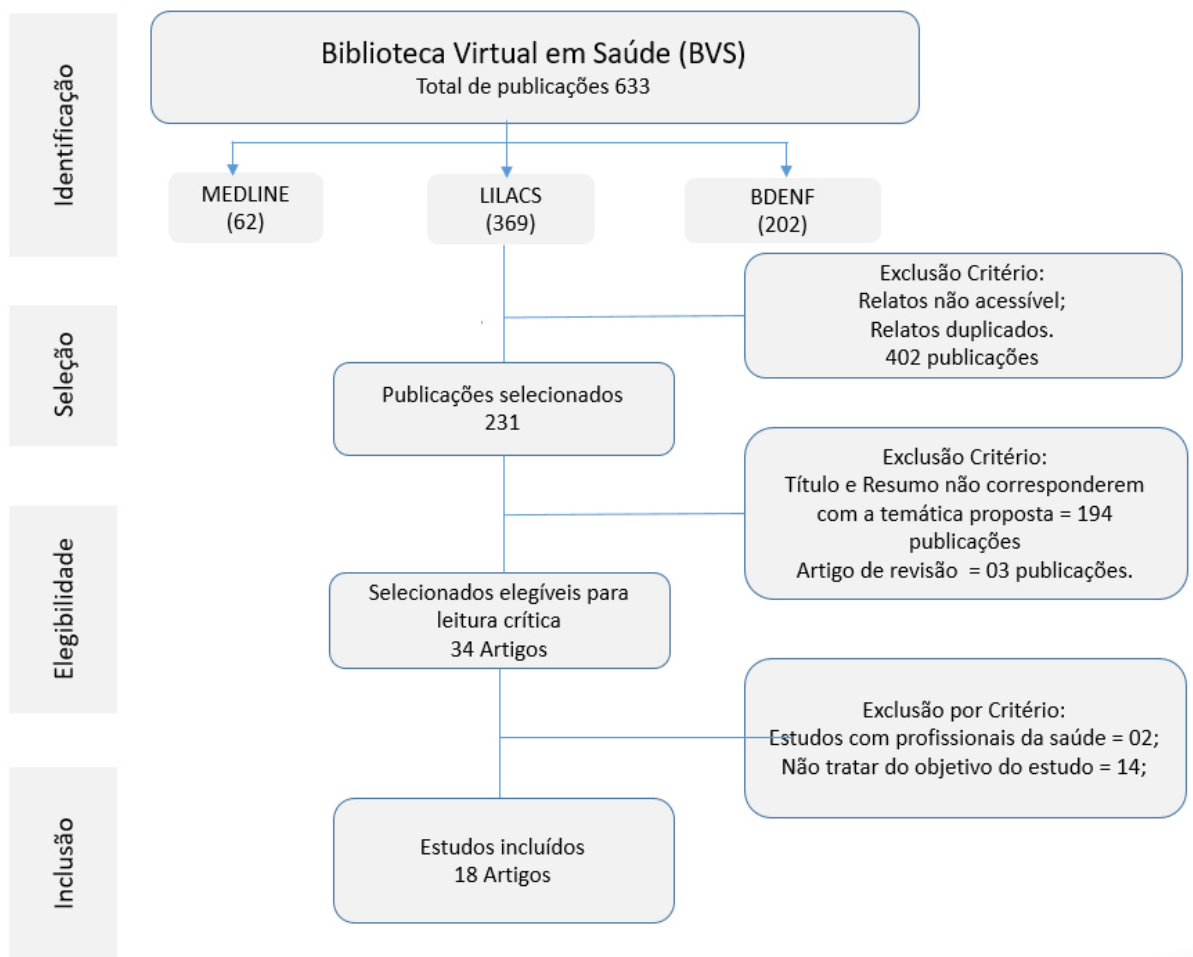 Identificação
Biblioteca Virtual em Saúde (BVS)
Total de publicações 633
MEDLINE
(62)
LILACS
(369)
BDENF
(202)
Exclusão Critério:
Relatos não acessível;
Relatos duplicados.
402 publicações
Seleção
Publicações selecionados
231
Exclusão Critério:
Título e Resumo não corresponderem
com a temática proposta = 194
publicações
Artigo de revisão = 03 publicações.
Elegibilidade
Selecionados elegíveis para
leitura crítica
34 Artigos
Exclusão por Critério:
Estudos com profissionais da saúde = 02;
Não tratar do objetivo do estudo = 14;
Inclusão
Estudos incluídos
18 Artigos